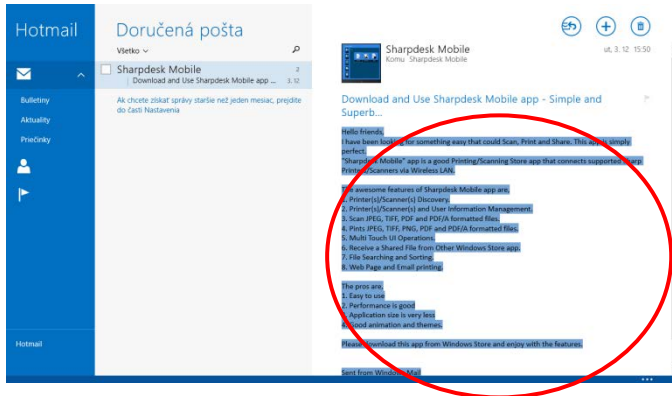 Hotmail
Bulletiny
Aktuality
Priečinky
Hotmail
Doručená pošta
Všetko
Sharpdesk Mobile 2
Download and Use Sharpdesk Mobile app ... 3. 12
Ak chcete získať správy staršie než jeden mesiac, prejdite
do časti Nastavenia
Sharpdesk Mobile
Komu Sharpdesk Mobile
ut, 3. 12 15:50
Download and Use Sharpdesk Mobile app - Simple and
Superb...
Hello friends,
I have been looking for something easy that could Scan, Print and Share. This app is simply
perfect.
"Sharpdesk Mobile" app is a good Printing/Scanning Store app that connects supported Sharp
Printers/Scanners via Wireless LAN.
The awesome features of Sharpdesk Mobile app are,
1. Printer(s)/Scanner(s) Discovery.
2. Printer(s)/Scanner(s) and User Information Management.
3. Scan JPEG, TIFF, PDF and PDF/A formatted files.
4. Pints JPEG, TIFF, PNG, PDF and PDF/A formatted files.
5. Multi Touch UI Operations.
6. Receive a Shared File from Other Windows Store app.
7. File Searching and Sorting.
8. Web Page and Email printing.
The pros are,
1. Easy to use
2. Performance is good
3. Application size is very less
4. Good animation and themes.
Please download this app from Windows Store and enjoy with the features.
Sent from Windows Mail